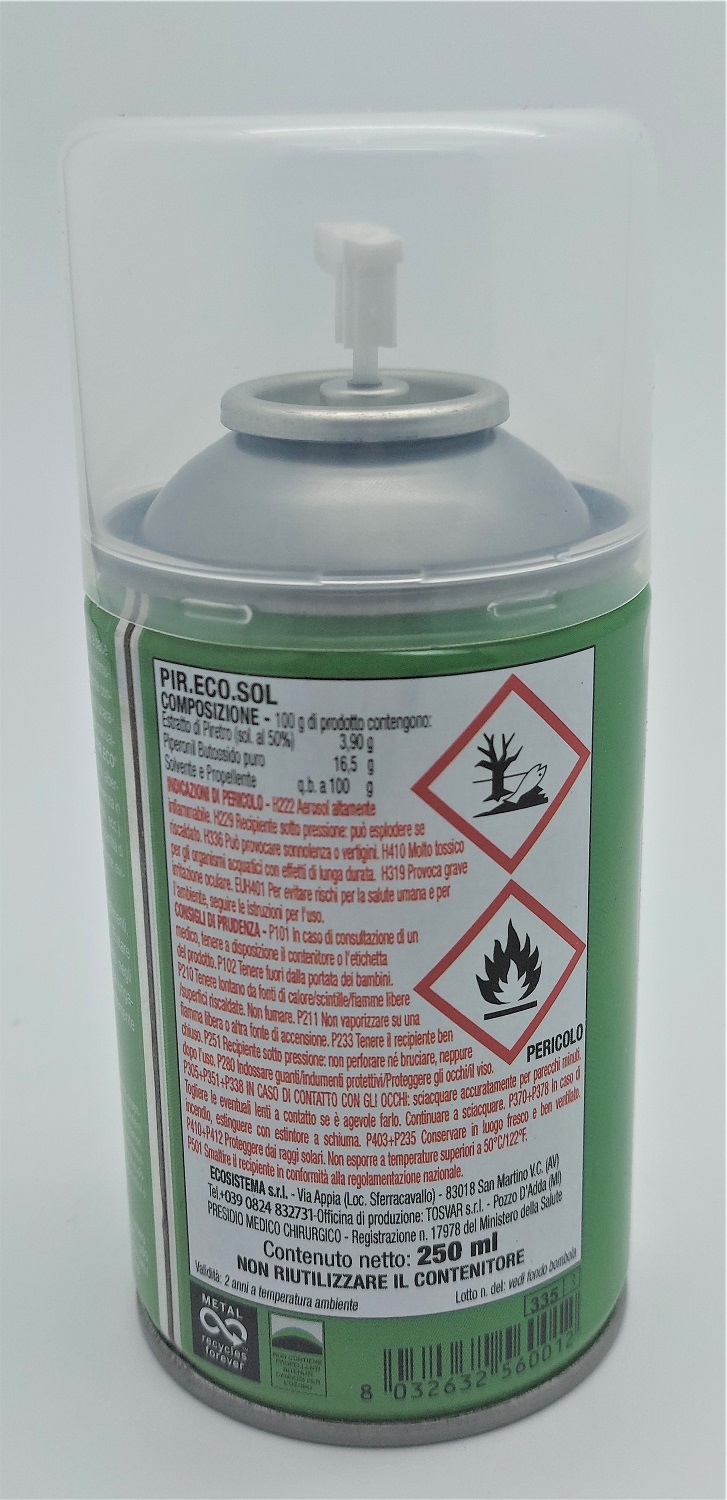 PIR.ECO.SOL
COMPOSIZIONE - 100 g di prodotto contengono:
Estratto di Piretro (sol. al 50%) 3,90 g
Piperonil Butossido puro 16,5 g
Solvente e Propellente q.b. a 100 g
INDICAZIONI DI PERICOLO - H222 Aerosol altamente
infiammabile. H229 Recipiente sotto pressione: può esplodere se
riscaldato. H336 Può provocare sonnolenza o vertigini. H410 Molto tossico
per gli organismi acquatici con effetti di lunga durata. H319 Provoca grave
irritazione oculare. EUH401 Per evitare rischi per la salute umana e per
l'ambiente, seguire le istruzioni per l'uso.
CONSIGLI DI PRUDENZA - P101 In caso di consultazione di un
medico, tenere a disposizione il contenitore o l'etichetta
del prodotto. P102 Tenere fuori dalla portata dei bambini.
P210 Tenere lontano da fonti di calore/scintille/fiamme libere
/superfici riscaldate. Non fumare. P211 Non vaporizzare su una
fiamma libera o altra fonte di accensione. P233 Tenere il recipiente ben
chiuso. P251 Recipiente sotto pressione: non perforare né bruciare, neppure
dopo l'uso. P280 Indossare guanti/indumenti protettivi/Proteggere gli occhi/il viso.
PERICOLO
P305+P351+P338 IN CASO DI CONTATTO CON GLI OCCHI: sciacquare accuratamente per parecchi minuti.
Togliere le eventuali lenti a contatto se è agevole farlo. Continuare a sciacquare. P370+P378 In caso di
incendio, estinguere con estintore a schiuma. P403+P235 Conservare in luogo fresco e ben ventilato.
P410+P412 Proteggere dai raggi solari. Non esporre a temperature superiori a 50°C/122°F.
P501 Smaltire il recipiente in conformità alla regolamentazione nazionale.
ECOSISTEMA s.r.l. - Via Appia (Loc. Sferracavallo) - 83018 San Martino V.C. (AV)
Tel.+039 0824 832731-Officina di produzione: TOSVAR s.r.l. - Pozzo D'Adda (MI)
PRESIDIO MEDICO CHIRURGICO - Registrazione n. 17978 del Ministero della Salute
Contenuto netto: 250 ml
NON RIUTILIZZARE IL CONTENITORE
Validità: 2 anni a temperatura ambiente
Lotto n. del: vedi fondo bombola
335
METAL
recycles
forever
NON CONTIENE
PROPELLENTI
RITENUTI
DANNOSI PER
L'OZONO
8 032632 560012